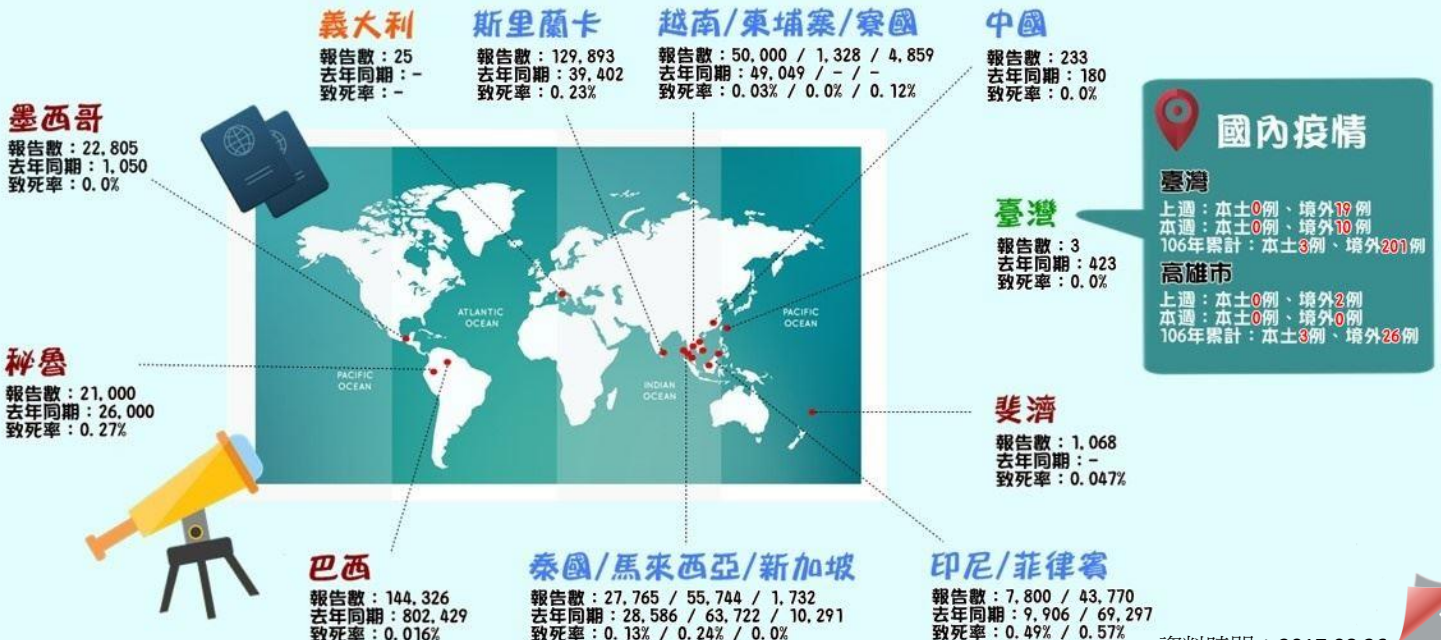 義大利
報告數：25
去年同期：-
致死率：-
斯里蘭卡
報告數：129,893
去年同期：39,402
致死率：0.23%
越南/柬埔寨/寮國
報告數：50,000 / 1,328 / 4,859
去年同期：49,049 / - / -
致死率：0.03% / 0.0% / 0.12%
中國
報告數：233
去年同期：180
致死率：0.0%
墨西哥
報告數：22,805
去年同期：1,050
致死率：0.0%
國內疫情
臺灣
上週：本土0例、境外19例
本週：本土0例、境外10例
106年累計：本土3例、境外201例
高雄市
上週：本土0例、境外2例
本週：本土0例、境外0例
106年累計：本土3例、境外26例
臺灣
報告數：3
去年同期：423
致死率：0.0%
ATLANTIC
OCEAN
PACIFIC
OCEAN
PACIFIC
OCEAN
INDIAN
OCEAN
秘魯
報告數：21,000
去年同期：26,000
致死率：0.27%
斐濟
報告數：1,068
去年同期：-
致死率：0.047%
巴西
報告數：144,326
去年同期：802,429
致死率：0.016%
泰國/馬來西亞/新加坡
報告數：27,765 / 55,744 / 1,732
去年同期：28,586 / 63,722 / 10,291
致死率：0.13% / 0.24% / 0.0%
印尼/菲律賓
報告數：7,800 / 43,770
去年同期：9,906 / 69,297
致死率：0.49% / 0.57%